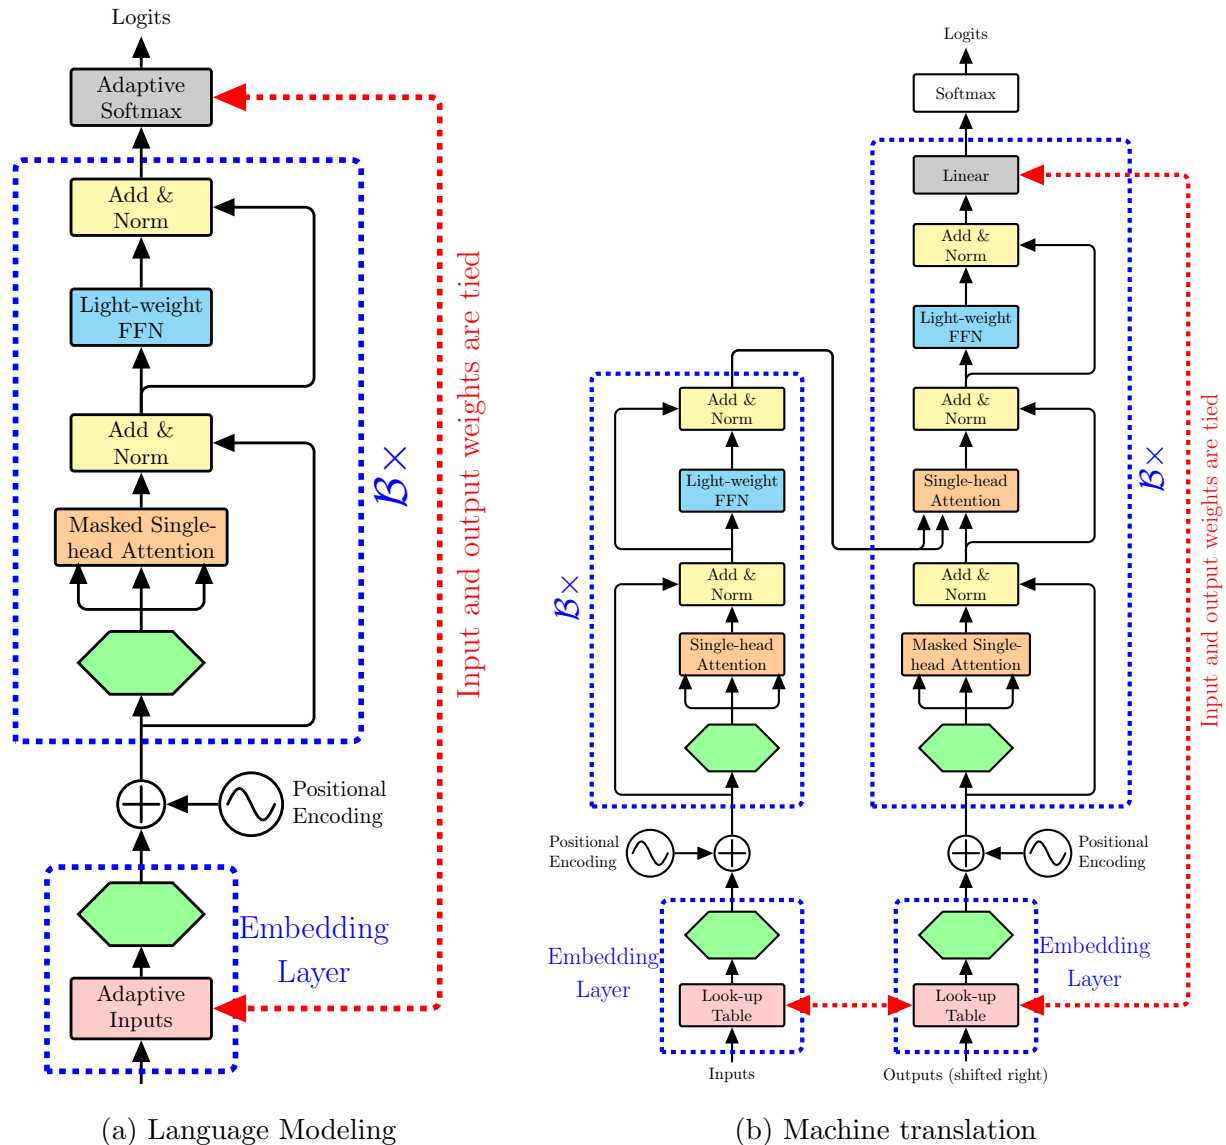 Logits
Adaptive
Softmax
Add &
Norm
Light-weight
FFN
Add &
Norm
Masked Single-
head Attention
ℬ×
Input and output weights are tied
Positional
Encoding
Embedding
Layer
Adaptive
Inputs
(a) Language Modeling
Logits
Softmax
Linear
Add &
Norm
Light-weight
FFN
Add &
Norm
Single-head
Attention
Add &
Norm
Masked Single-
head Attention
ℬ×
Input and output weights are tied
Add &
Norm
Light-weight
FFN
Add &
Norm
Single-head
Attention
ℬ×
Positional
Encoding
Positional
Encoding
Embedding
Layer
Look-up
Table
Inputs
Embedding
Layer
Look-up
Table
Outputs (shifted right)
(b) Machine translation